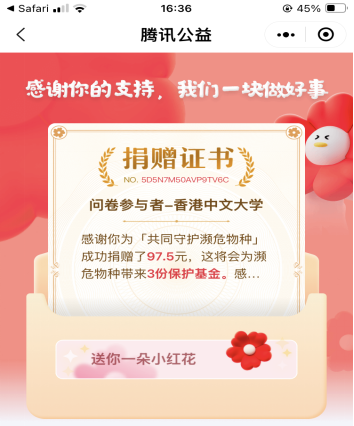 Safari
16:36
45%
腾讯公益
感谢你的支持，我们一块做好事
捐赠证书
NO. 5D5N7M50AVP9TV6C
问卷参与者-香港中文大学
感谢你为「共同守护濒危物种」
成功捐赠了97.5元，这将会为濒
危物种带来3份保护基金。感...
送你一朵小红花